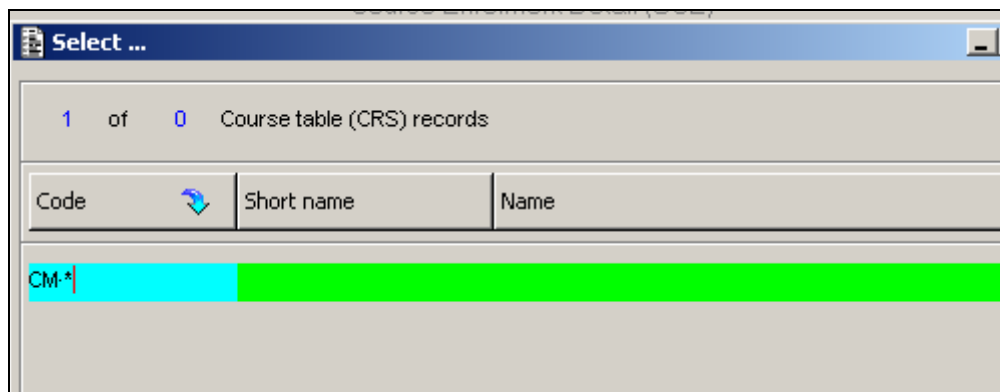 Select ...
1 of 0 Course table (CRS) records
Code Short name Name
CM-*